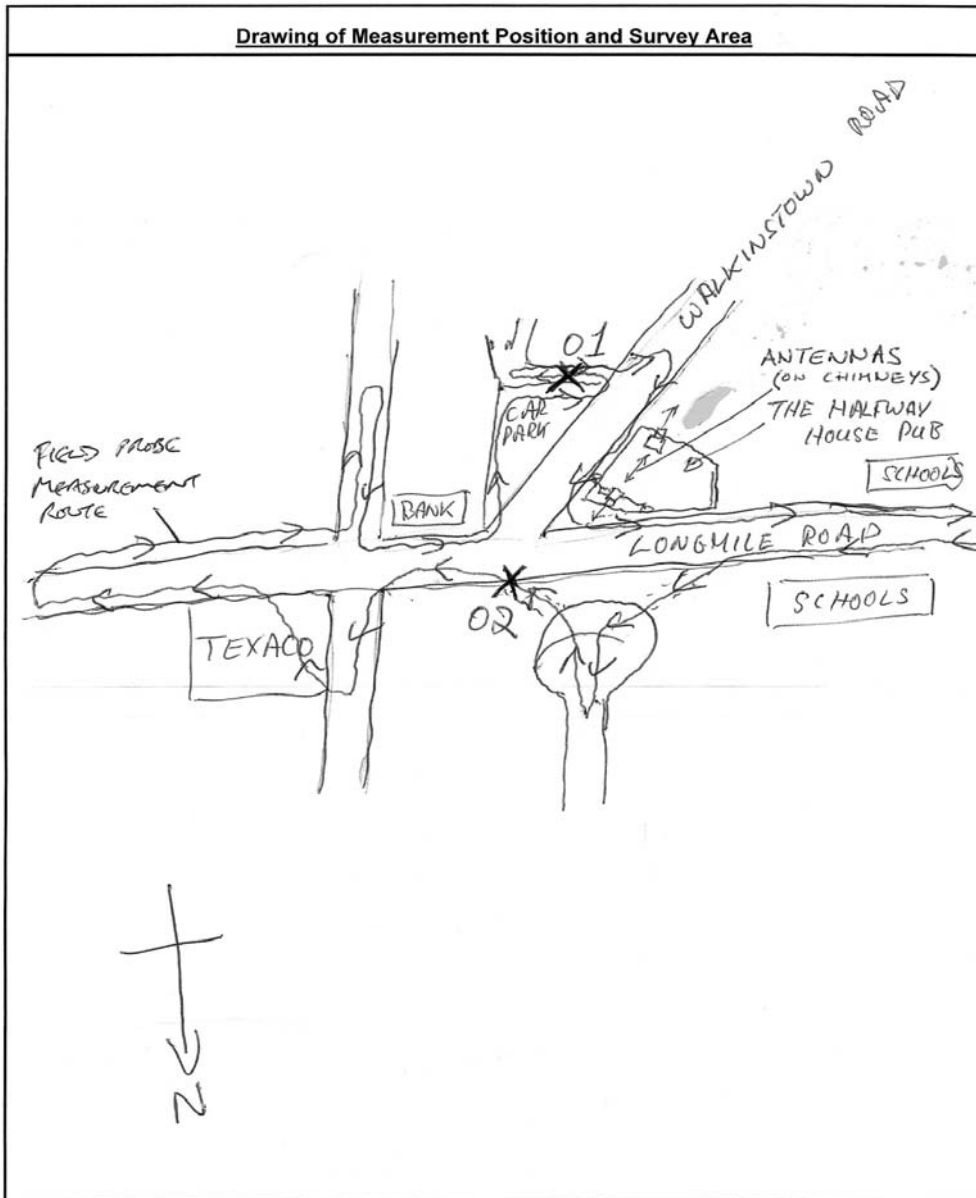 Drawing of Measurement Position and Survey Area
WALKINSTOWN ROAD
01
ANTENNAS
(ON CHIMNEYS)
THE HALFWAY
HOUSE PUB
CAR
PARK
FIELD PROBE
MEASUREMENT
ROUTE
SCHOOLS
BANK
LONGMILE ROAD
SCHOOLS
02
TEXACO
N